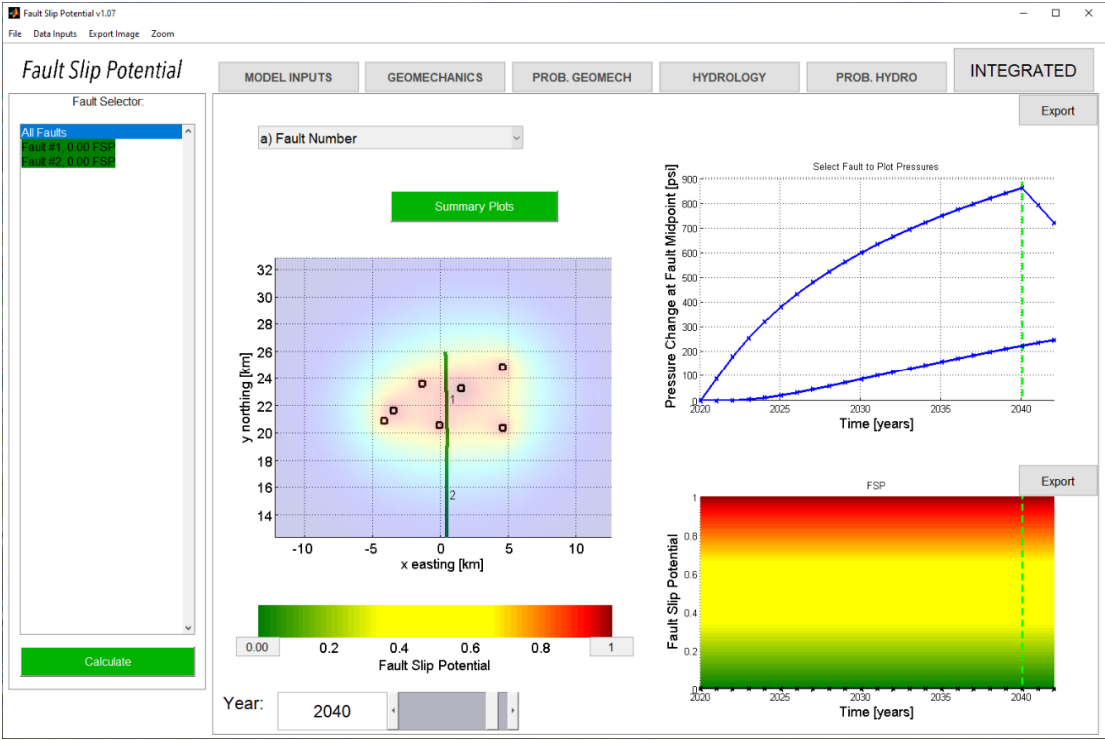 Fault Slip Potential v1.07
File Data Inputs Export Image Zoom
Fault Slip Potential
MODEL INPUTS GEOMECHANICS PROB. GEOMECH HYDROLOGY PROB. HYDRO INTEGRATED
Fault Selector:
All Faults
Fault #1, 0.00 FSP
Fault #2, 0.00 FSP
Calculate
a) Fault Number
Summary Plots
32
30
28
26
24
22
20
18
16
14
y northing [km]
1
2
-10 -5 0 5 10
x easting [km]
0.00 0.2 0.4 0.6 0.8 1
Fault Slip Potential
Year: 2040
Export
Select Fault to Plot Pressures
Pressure Change at Fault Midpoint [psi]
900
800
700
600
500
400
300
200
100
0
2020 2025 2030 2035 2040
Time [years]
Export
FSP
Fault Slip Potential
1
0.8
0.6
0.4
0.2
0
2020 2025 2030 2035 2040
Time [years]